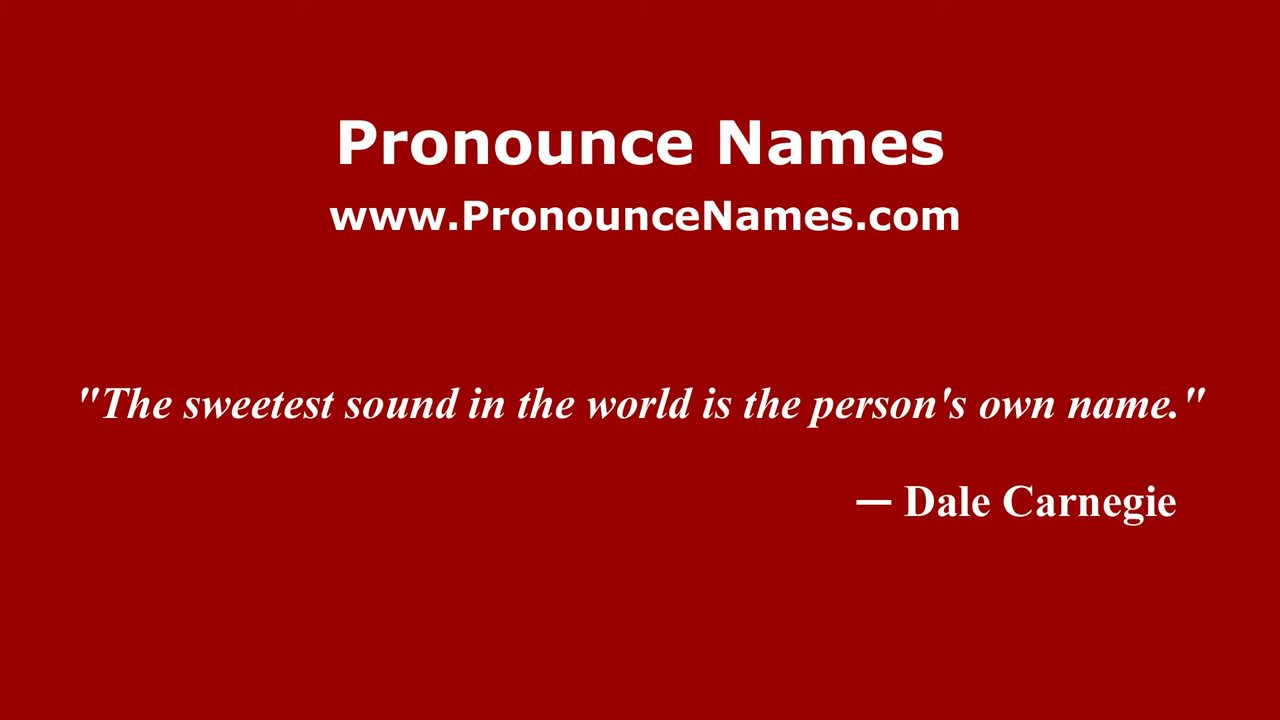 Pronounce Names
www.PronounceNames.com
"The sweetest sound in the world is the person's own name."
— Dale Carnegie